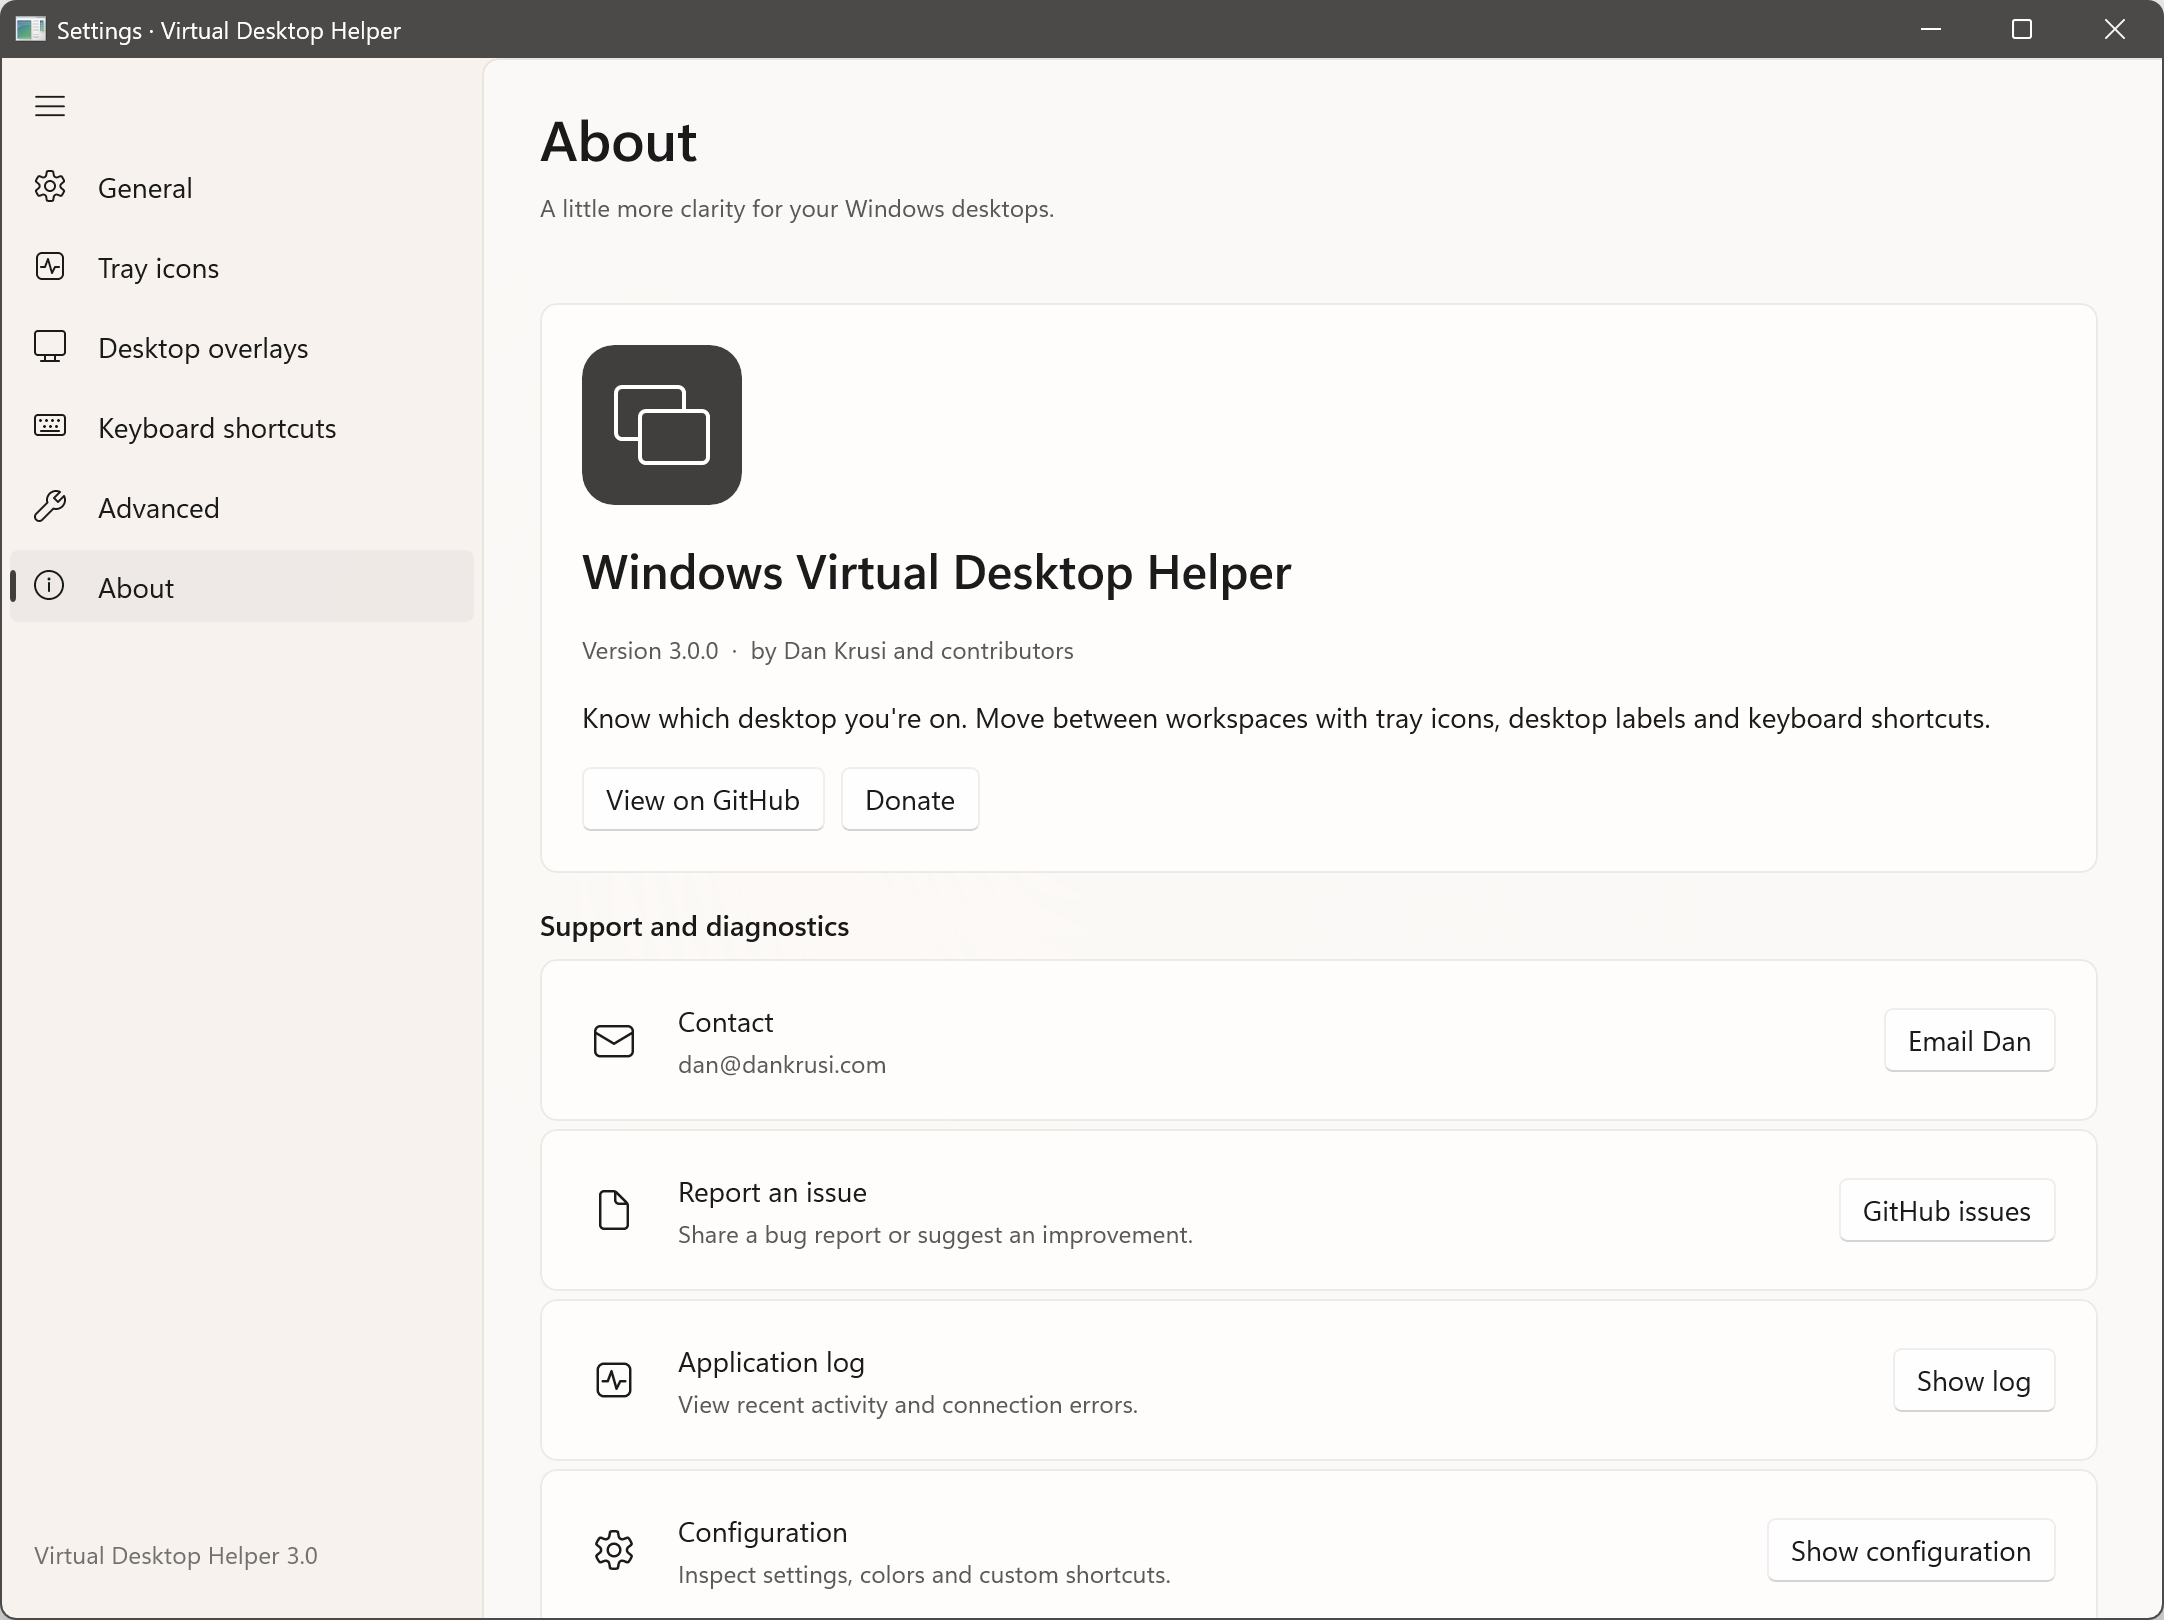 Settings · Virtual Desktop Helper
General
Tray icons
Desktop overlays
Keyboard shortcuts
Advanced
About
Virtual Desktop Helper 3.0
About
A little more clarity for your Windows desktops.
Windows Virtual Desktop Helper
Version 3.0.0 · by Dan Krusi and contributors
Know which desktop you're on. Move between workspaces with tray icons, desktop labels and keyboard shortcuts.
View on GitHub
Donate
Support and diagnostics
Contact
dan@dankrusi.com
Email Dan
Report an issue
Share a bug report or suggest an improvement.
GitHub issues
Application log
View recent activity and connection errors.
Show log
Configuration
Inspect settings, colors and custom shortcuts.
Show configuration